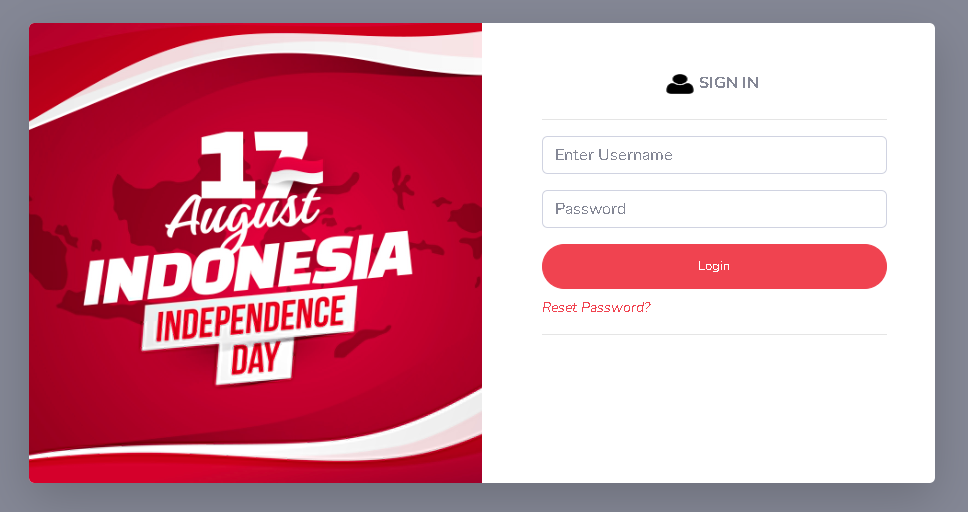 17
August
INDONESIA
INDEPENDENCE
DAY
SIGN IN
Enter Username
Password
Login
Reset Password?